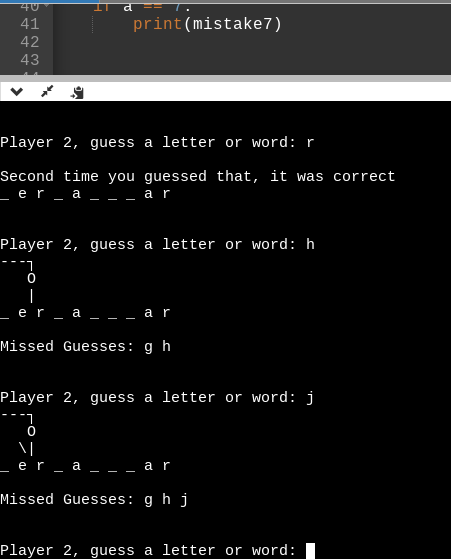 40 if a == 7:
41 print(mistake7)
42
43
44
Player 2, guess a letter or word: r
Second time you guessed that, it was correct
_ e r _ a _ _ _ a r
Player 2, guess a letter or word: h
---┐
   O
   |
_ e r _ a _ _ _ a r
Missed Guesses: g h
Player 2, guess a letter or word: j
---┐
   O
  \|
_ e r _ a _ _ _ a r
Missed Guesses: g h j
Player 2, guess a letter or word: